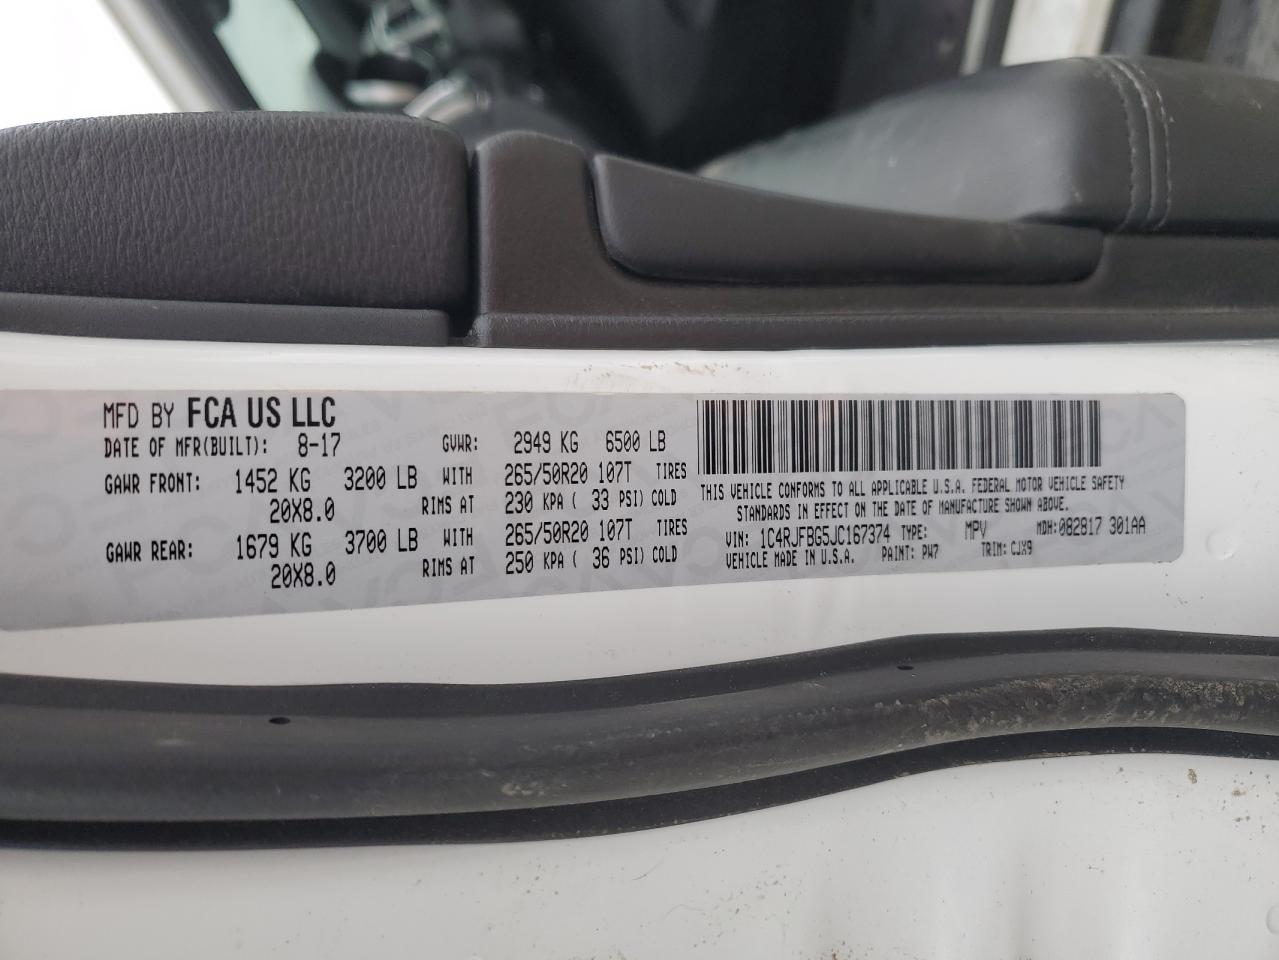 MFD BY FCA US LLC
DATE OF MFR(BUILT): 8-17 GVWR: 2949 KG 6500 LB
GAWR FRONT: 1452 KG 3200 LB WITH 265/50R20 107T TIRES
20X8.0 RIMS AT 230 KPA ( 33 PSI) COLD
GAWR REAR: 1679 KG 3700 LB WITH 265/50R20 107T TIRES
20X8.0 RIMS AT 250 KPA ( 36 PSI) COLD
THIS VEHICLE CONFORMS TO ALL APPLICABLE U.S.A. FEDERAL MOTOR VEHICLE SAFETY
STANDARDS IN EFFECT ON THE DATE OF MANUFACTURE SHOWN ABOVE.
VIN: 1C4RJFBG5JC167374 TYPE: MPV MDH:082817 301AA
VEHICLE MADE IN U.S.A. PAINT: PW7 TRIM: CJX9